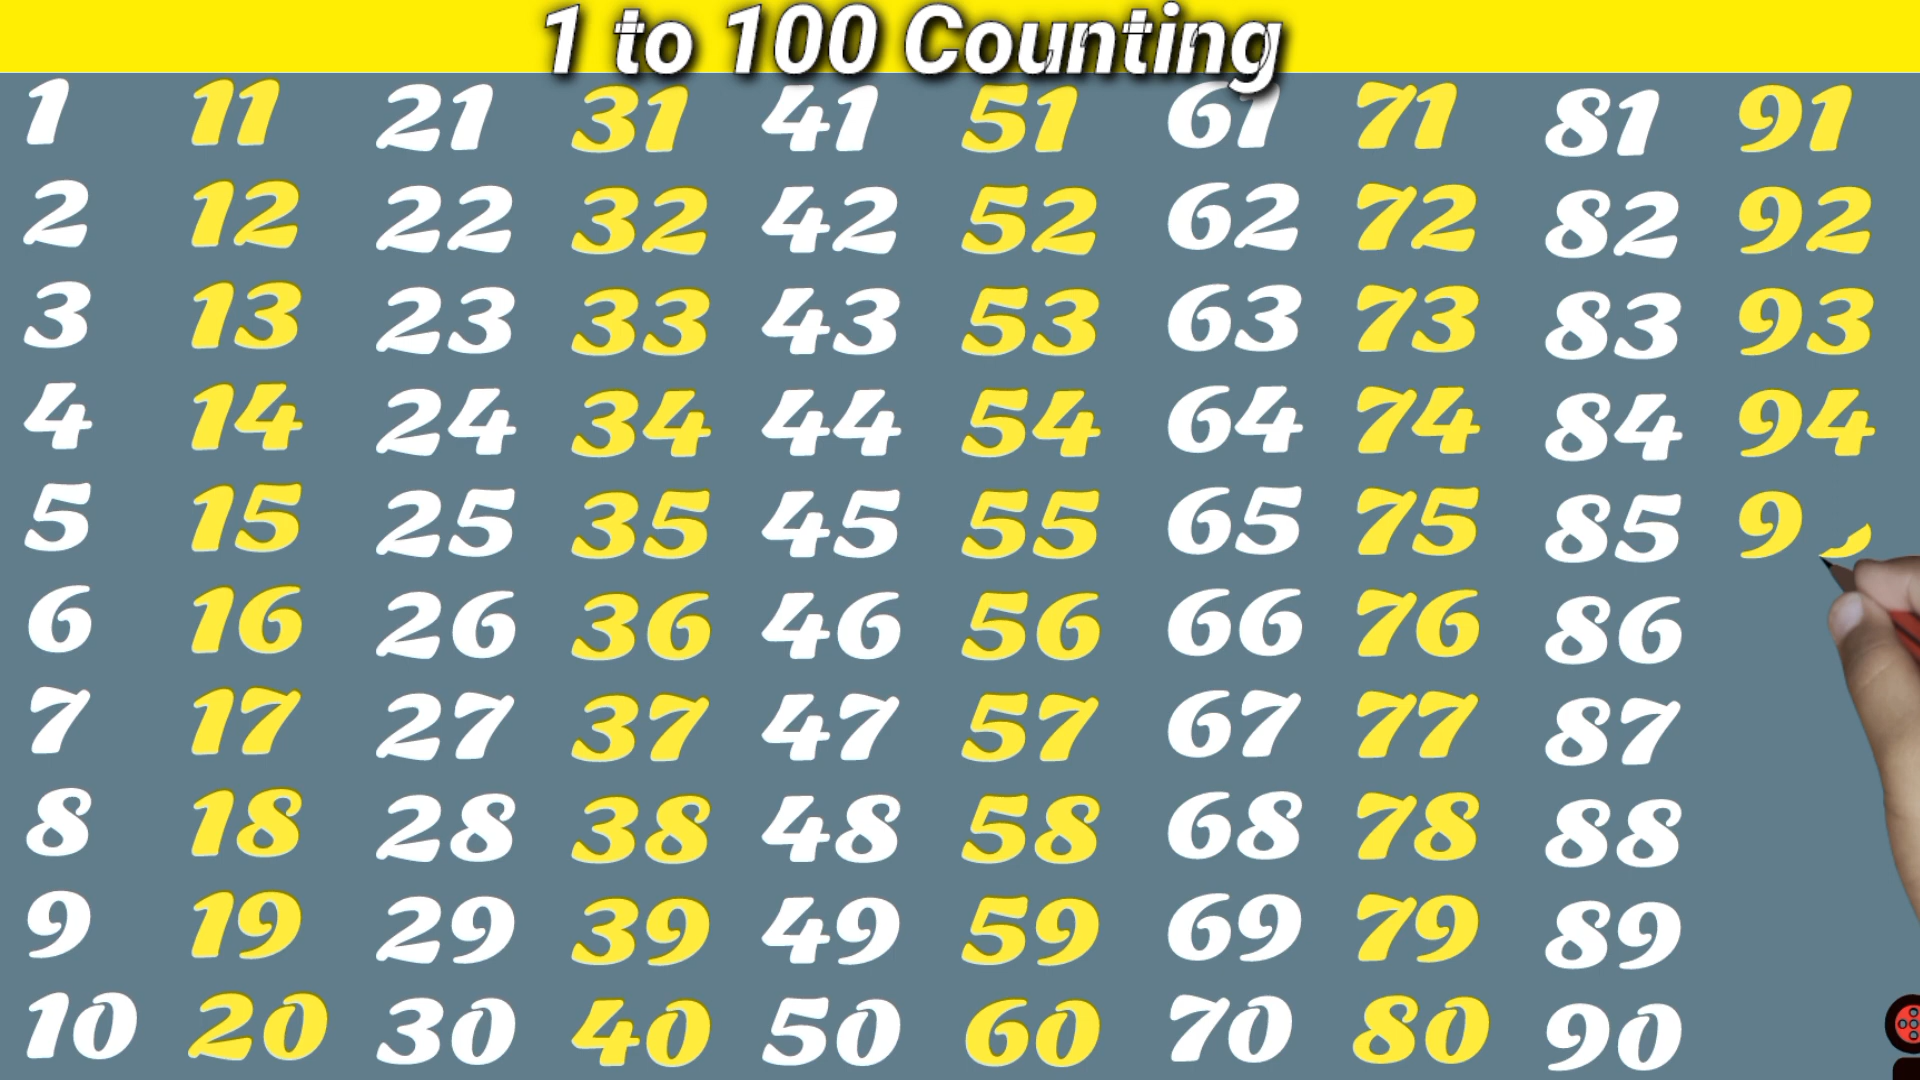 1 to 100 Counting
1 11 21 31 41 51 61 71 81 91
2 12 22 32 42 52 62 72 82 92
3 13 23 33 43 53 63 73 83 93
4 14 24 34 44 54 64 74 84 94
5 15 25 35 45 55 65 75 85 9
6 16 26 36 46 56 66 76 86
7 17 27 37 47 57 67 77 87
8 18 28 38 48 58 68 78 88
9 19 29 39 49 59 69 79 89
10 20 30 40 50 60 70 80 90